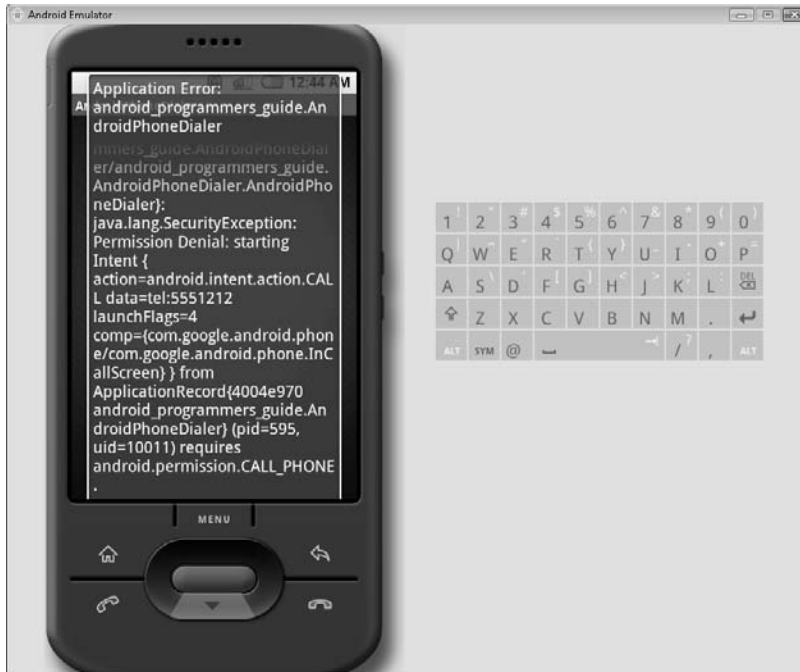 Android Emulator
12:44 AM
Application Error:
android_programmers_guide.An
droidPhoneDialer
mmers_guide.AndroidPhoneDial
er/android_programmers_guide.
AndroidPhoneDialer.AndroidPho
neDialer}:
java.lang.SecurityException:
Permission Denial: starting
Intent {
action=android.intent.action.CAL
L data=tel:5551212
launchFlags=4
comp={com.google.android.phon
e/com.google.android.phone.InC
allScreen} } from
ApplicationRecord{4004e970
android_programmers_guide.An
droidPhoneDialer} (pid=595,
uid=10011) requires
android.permission.CALL_PHONE
.
MENU
1 ! 2 3 # 4 $ 5 % 6 ^ 7 & 8 * 9 ( 0 )
Q | W E R T { Y } U - I O + P =
A S \ D F [ G ] H < J > K L DEL
Z X C V B N M .
ALT SYM @ / ? , ALT